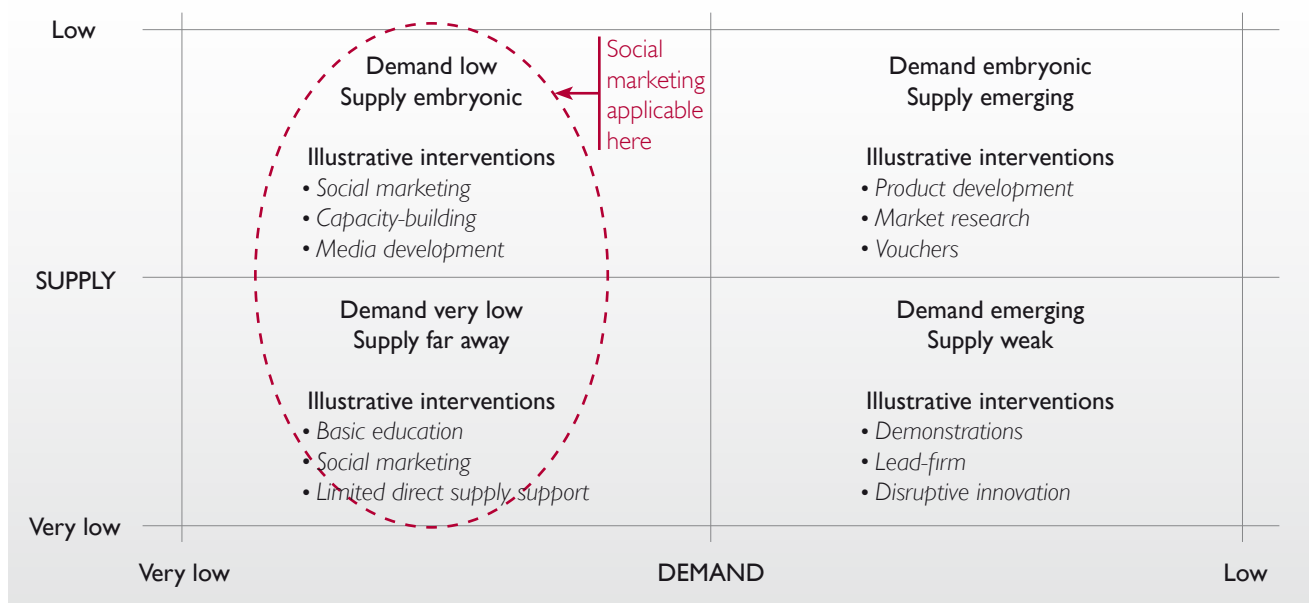 Low
Demand low
Supply embryonic
Illustrative interventions
• Social marketing
• Capacity-building
• Media development
Social
marketing
applicable
here
Demand embryonic
Supply emerging
Illustrative interventions
• Product development
• Market research
• Vouchers
SUPPLY
Demand very low
Supply far away
Illustrative interventions
• Basic education
• Social marketing
• Limited direct supply support
Demand emerging
Supply weak
Illustrative interventions
• Demonstrations
• Lead-firm
• Disruptive innovation
Very low
Very low
DEMAND
Low